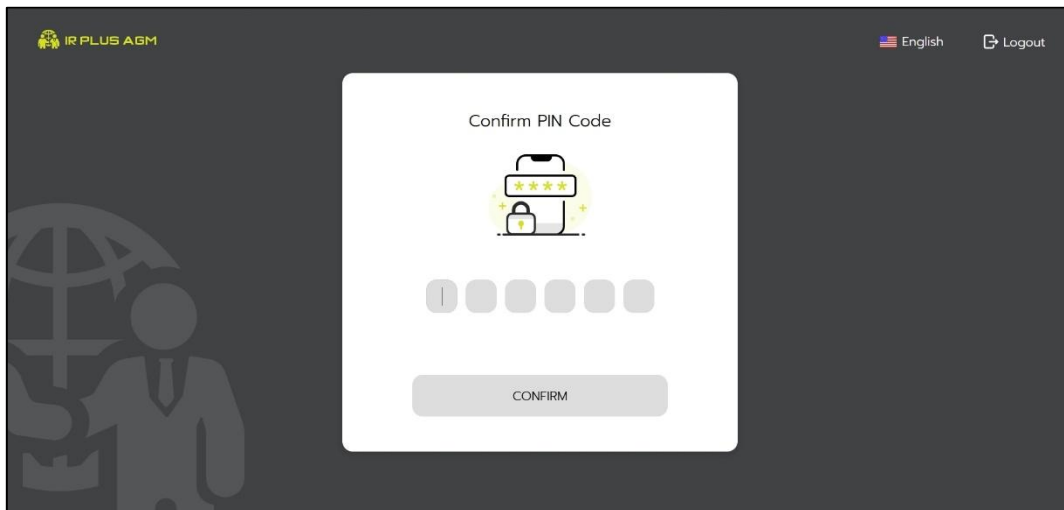 IR PLUS AGM
English
Logout
Confirm PIN Code
****
CONFIRM